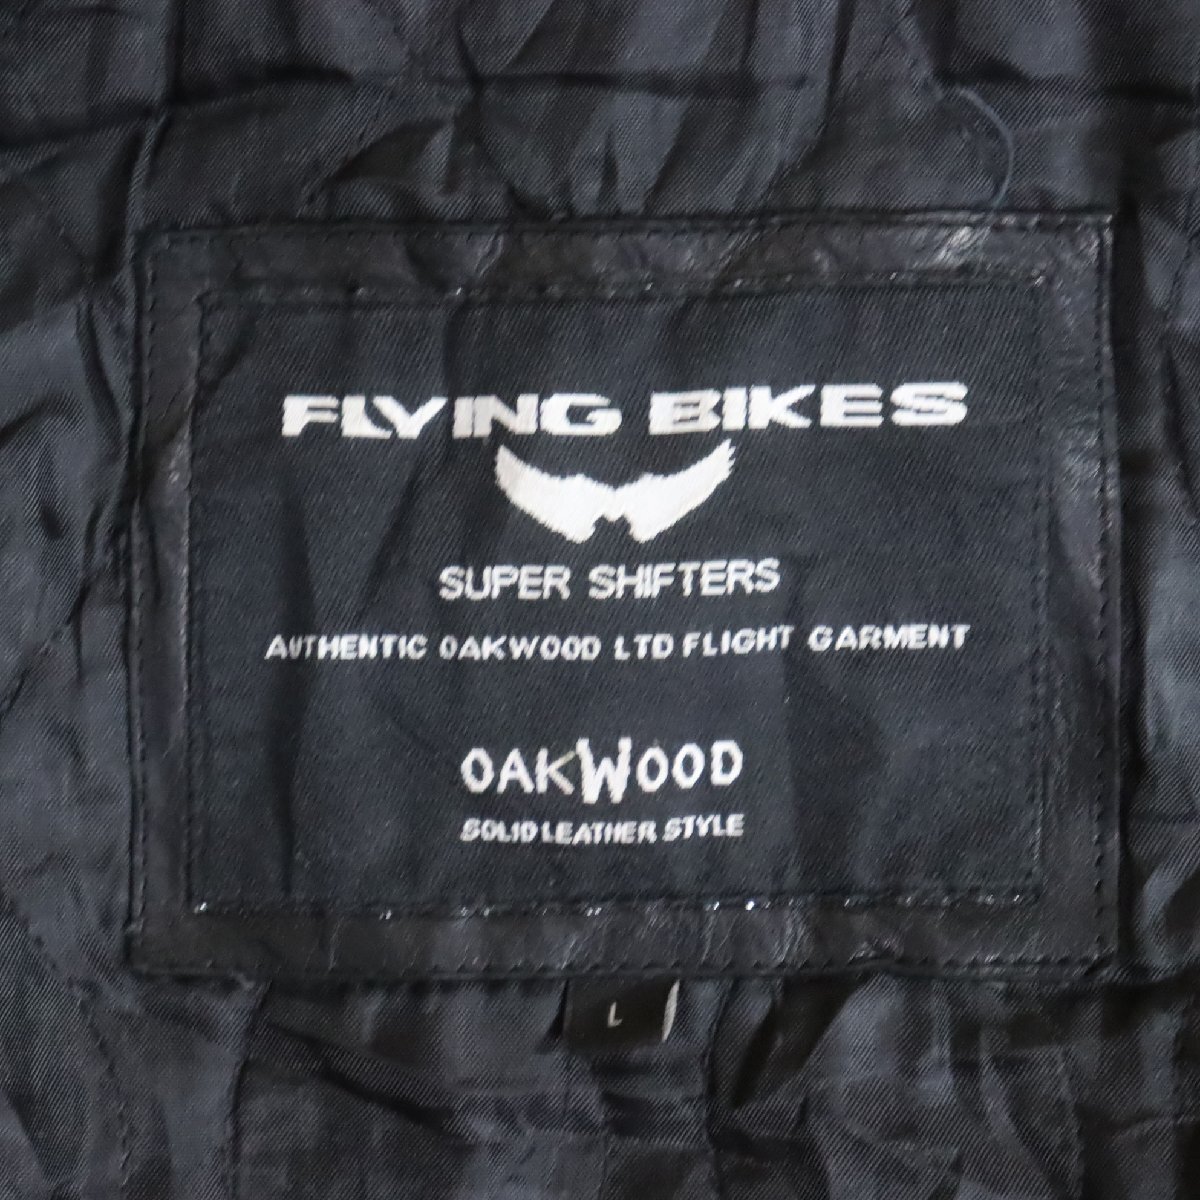 FLYING BIKES
SUPER SHIFTERS
AUTHENTIC OAKWOOD LTD FLIGHT GARMENT
OAKWOOD
SOLID LEATHER STYLE
L